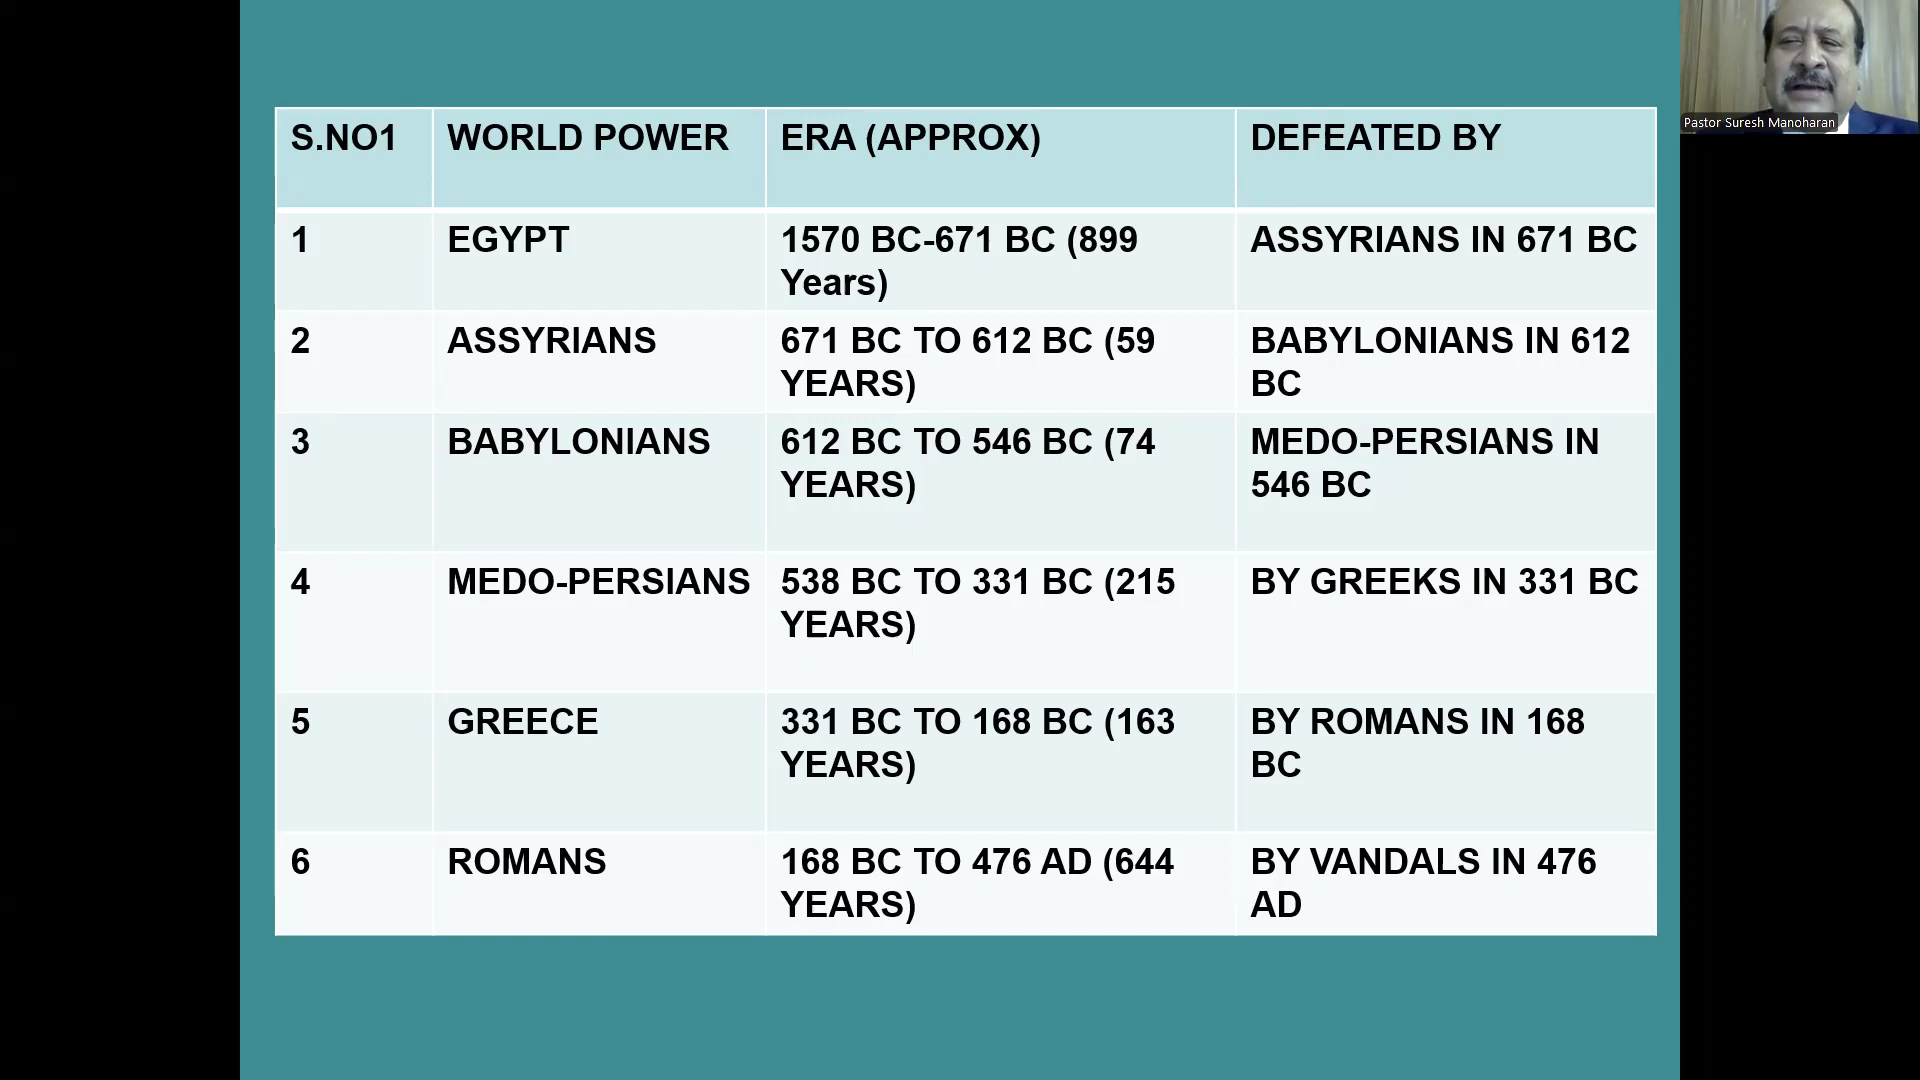 S.NO1 WORLD POWER ERA (APPROX) DEFEATED BY
1 EGYPT 1570 BC-671 BC (899 ASSYRIANS IN 671 BC
Years)
2 ASSYRIANS 671 BC TO 612 BC (59 BABYLONIANS IN 612
YEARS) BC
3 BABYLONIANS 612 BC TO 546 BC (74 MEDO-PERSIANS IN
YEARS) 546 BC
4 MEDO-PERSIANS 538 BC TO 331 BC (215 BY GREEKS IN 331 BC
YEARS)
5 GREECE 331 BC TO 168 BC (163 BY ROMANS IN 168
YEARS) BC
6 ROMANS 168 BC TO 476 AD (644 BY VANDALS IN 476
YEARS) AD
Pastor Suresh Manoharan